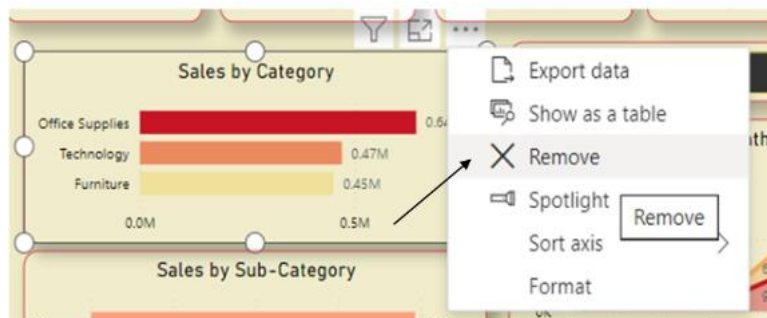 Sales by Category
Office Supplies
Technology 0.47M
Furniture 0.45M
0.0M 0.5M
Export data
Show as a table
Remove
Spotlight
Remove
Sort axis
Format
Sales by Sub-Category